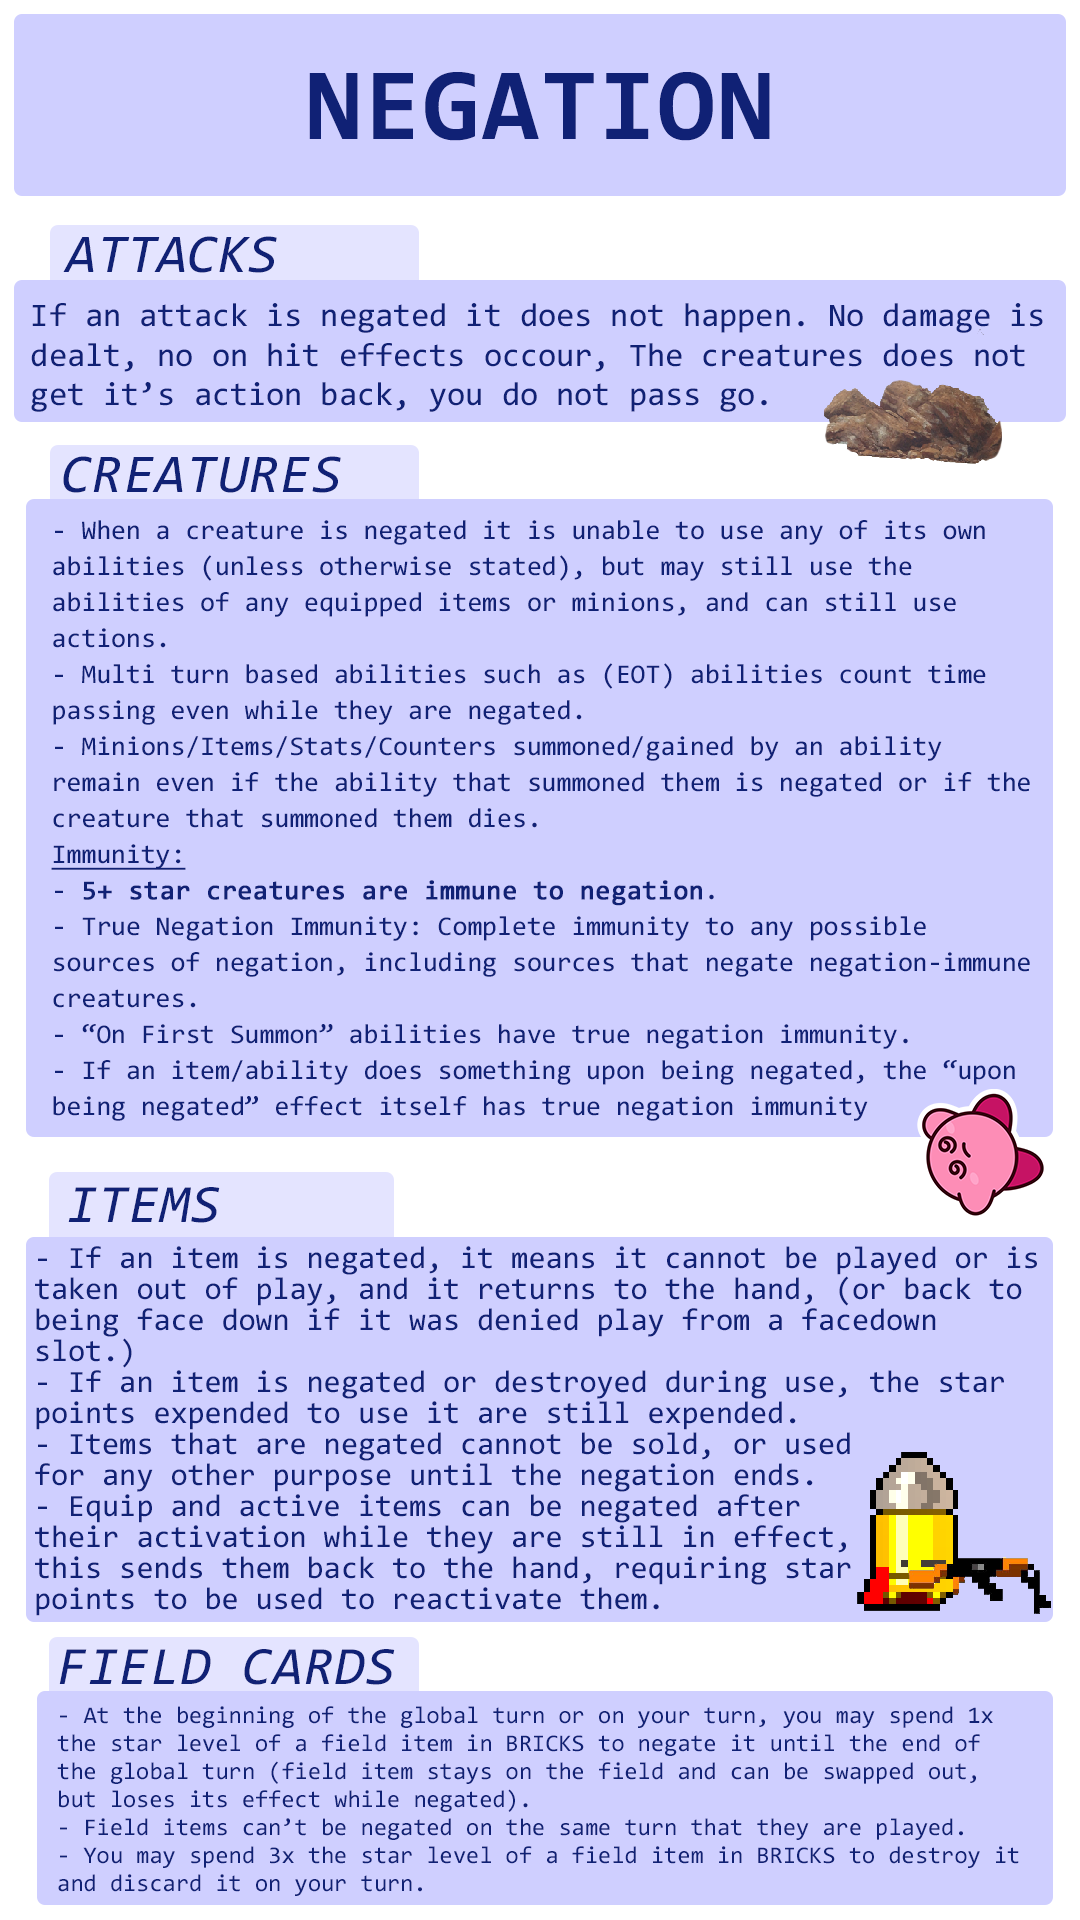 NEGATION
ATTACKS
If an attack is negated it does not happen. No damage is
dealt, no on hit effects occour, The creatures does not
get it’s action back, you do not pass go.
CREATURES
- When a creature is negated it is unable to use any of its own
abilities (unless otherwise stated), but may still use the
abilities of any equipped items or minions, and can still use
actions.
- Multi turn based abilities such as (EOT) abilities count time
passing even while they are negated.
- Minions/Items/Stats/Counters summoned/gained by an ability
remain even if the ability that summoned them is negated or if the
creature that summoned them dies.
Immunity:
- 5+ star creatures are immune to negation.
- True Negation Immunity: Complete immunity to any possible
sources of negation, including sources that negate negation-immune
creatures.
- “On First Summon” abilities have true negation immunity.
- If an item/ability does something upon being negated, the “upon
being negated” effect itself has true negation immunity
ITEMS
- If an item is negated, it means it cannot be played or is
taken out of play, and it returns to the hand, (or back to
being face down if it was denied play from a facedown
slot.)
- If an item is negated or destroyed during use, the star
points expended to use it are still expended.
- Items that are negated cannot be sold, or used
for any other purpose until the negation ends.
- Equip and active items can be negated after
their activation while they are still in effect,
this sends them back to the hand, requiring star
points to be used to reactivate them.
FIELD CARDS
- At the beginning of the global turn or on your turn, you may spend 1x
the star level of a field item in BRICKS to negate it until the end of
the global turn (field item stays on the field and can be swapped out,
but loses its effect while negated).
- Field items can’t be negated on the same turn that they are played.
- You may spend 3x the star level of a field item in BRICKS to destroy it
and discard it on your turn.